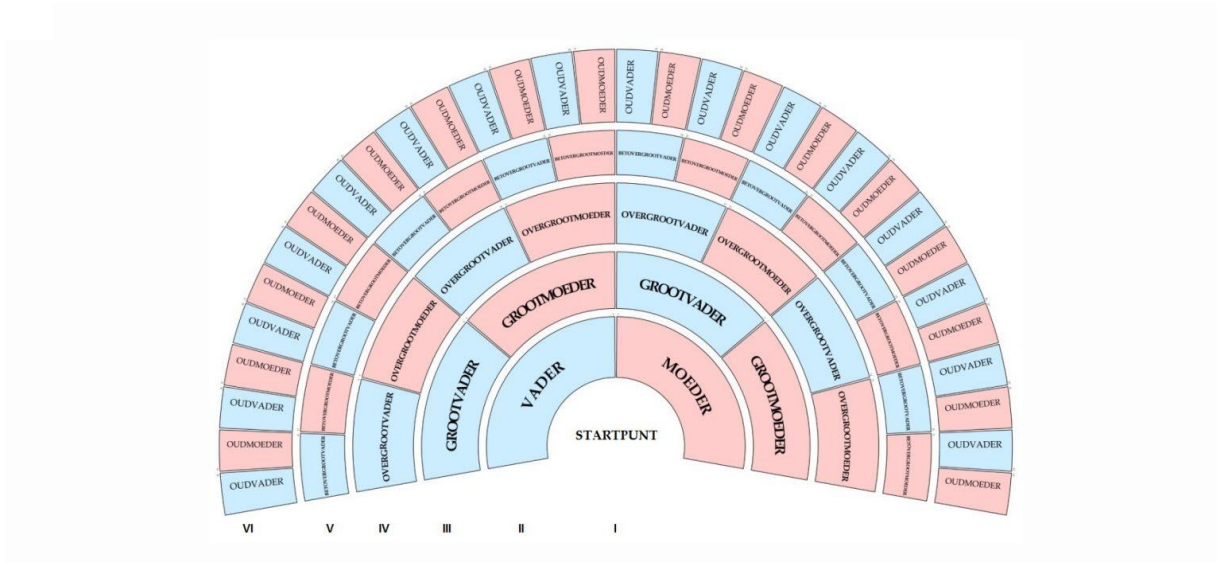 OUDVADER
OUDMOEDER
OUDVADER
OUDMOEDER
OUDVADER
OUDMOEDER
OUDVADER
OUDMOEDER
OUDVADER
OUDMOEDER
OUDVADER
OUDMOEDER
OUDVADER
OUDMOEDER
OUDVADER
OUDMOEDER
OUDVADER
OUDMOEDER
OUDVADER
OUDMOEDER
OUDVADER
OUDMOEDER
OUDVADER
OUDMOEDER
OUDVADER
OUDMOEDER
OUDVADER
OUDMOEDER
OUDVADER
OUDMOEDER
OUDVADER
OUDMOEDER
BETOVERGROOTVADER
BETOVERGROOTMOEDER
BETOVERGROOTVADER
BETOVERGROOTMOEDER
BETOVERGROOTVADER
BETOVERGROOTMOEDER
BETOVERGROOTVADER
BETOVERGROOTMOEDER
BETOVERGROOTVADER
BETOVERGROOTMOEDER
BETOVERGROOTVADER
BETOVERGROOTMOEDER
BETOVERGROOTVADER
BETOVERGROOTMOEDER
BETOVERGROOTVADER
BETOVERGROOTMOEDER
OVERGROOTVADER
OVERGROOTMOEDER
OVERGROOTVADER
OVERGROOTMOEDER
OVERGROOTVADER
OVERGROOTMOEDER
OVERGROOTVADER
OVERGROOTMOEDER
GROOTVADER
GROOTMOEDER
GROOTVADER
GROOTMOEDER
VADER
MOEDER
STARTPUNT
VI V IV III II I